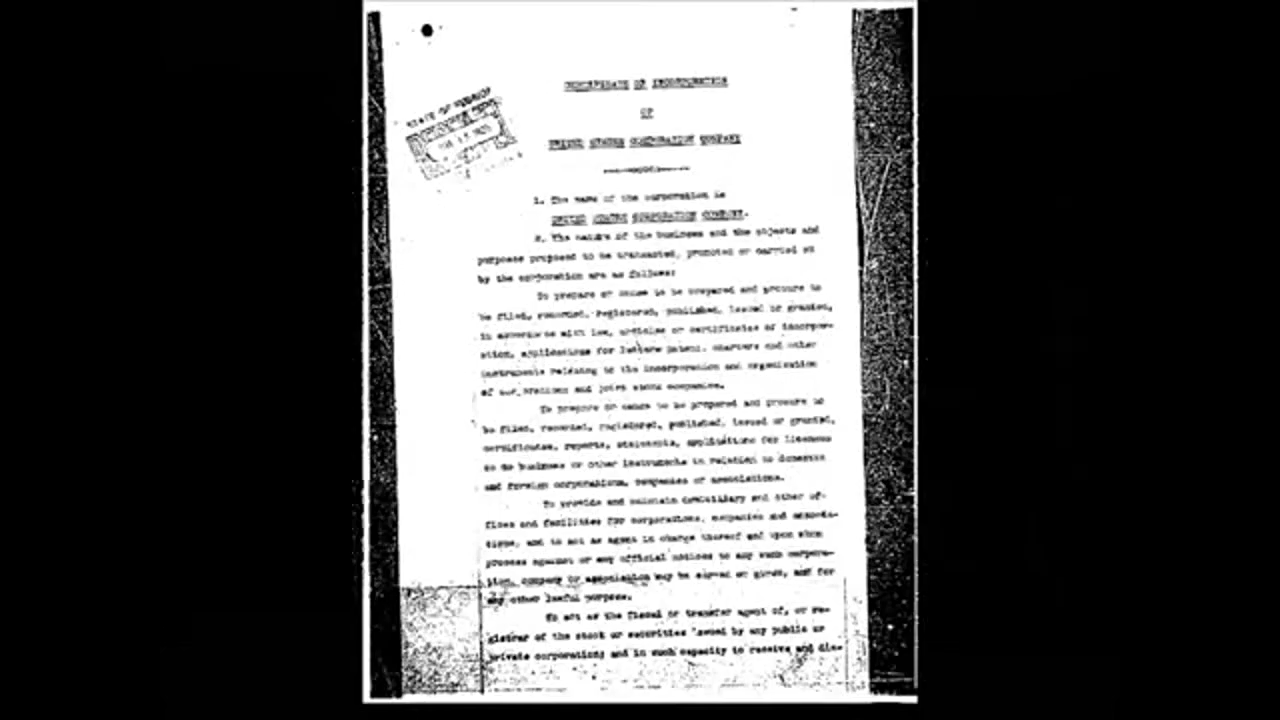 CERTIFICATE OF INCORPORATION
OF
UNITED STATES CORPORATION COMPANY
STATE OF
1. The name of the corporation is
UNITED STATES CORPORATION COMPANY.
2. The nature of the business and the objects and
purposes proposed to be transacted, promoted or carried on
by the corporation are as follows:
To prepare or cause to be prepared and procure to
be filed, recorded, registered, published, issued or granted,
in accordance with law, articles or certificates of incorpor-
ation, applications for letters patent, charters and other
instruments relating to the incorporation and organization
of corporations and joint stock companies.
To prepare or cause to be prepared and procure to
be filed, recorded, registered, published, issued or granted,
certificates, reports, statements, applications for licenses
to do business or other instruments in relation to domestic
and foreign corporations, companies or associations.
To provide and maintain domiciliary and other of-
fices and facilities for corporations, companies and associa-
tions, and to act as agent in charge thereof and upon whom
process against or any official notices to any such corpora-
tion, company or association may be served or given, and for
any other lawful purpose.
To act as the fiscal or transfer agent of, or re-
gistrar of the stock or securities issued by any public or
private corporation; and in such capacity to receive and dis-